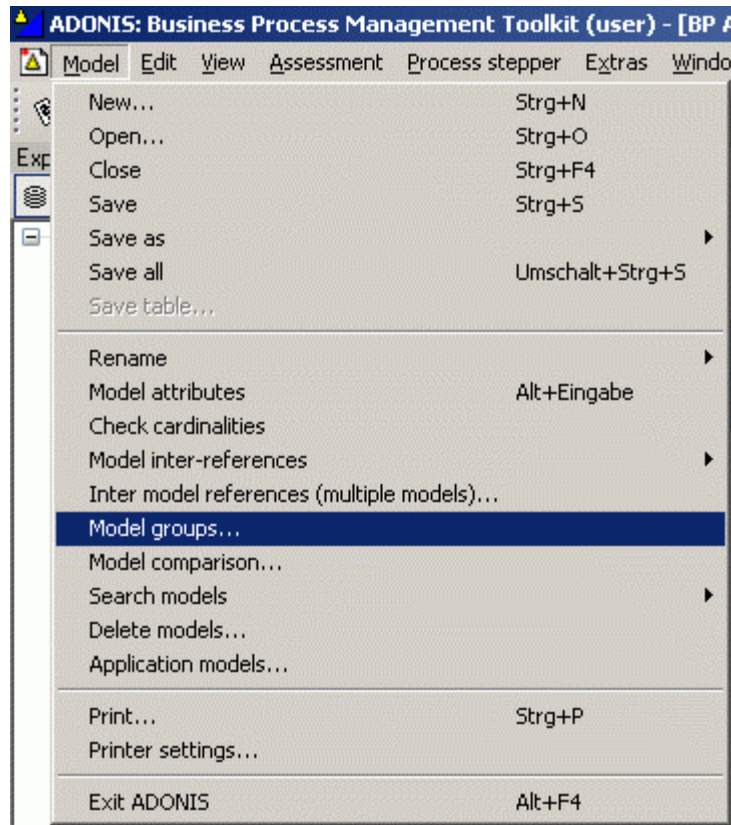 ADONIS: Business Process Management Toolkit (user) - [BP A
Model Edit View Assessment Process stepper Extras Windo
New... Strg+N
Open... Strg+O
Exp
Close Strg+F4
Save Strg+S
Save as
Save all Umschalt+Strg+S
Save table...
Rename
Model attributes Alt+Eingabe
Check cardinalities
Model inter-references
Inter model references (multiple models)...
Model groups...
Model comparison...
Search models
Delete models...
Application models...
Print... Strg+P
Printer settings...
Exit ADONIS Alt+F4